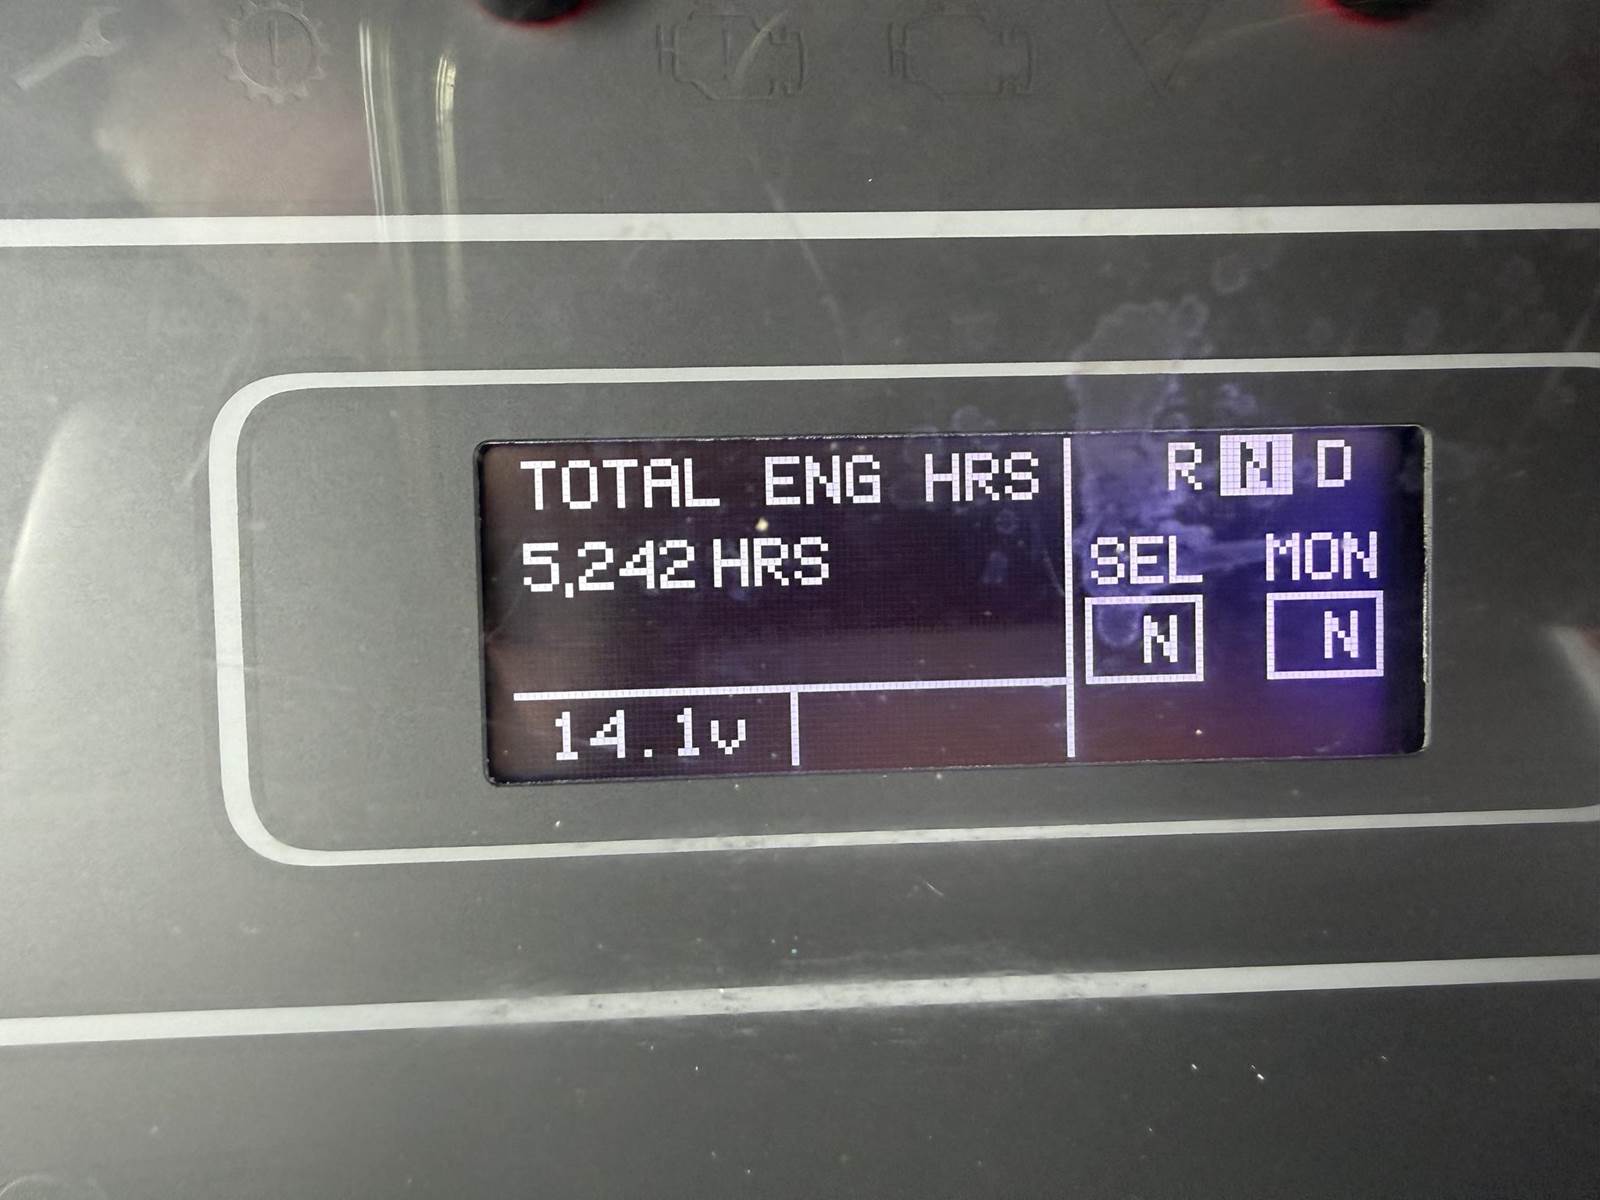 TOTAL ENG HRS
5,242 HRS
14.1v
R N D
SEL MON
N N